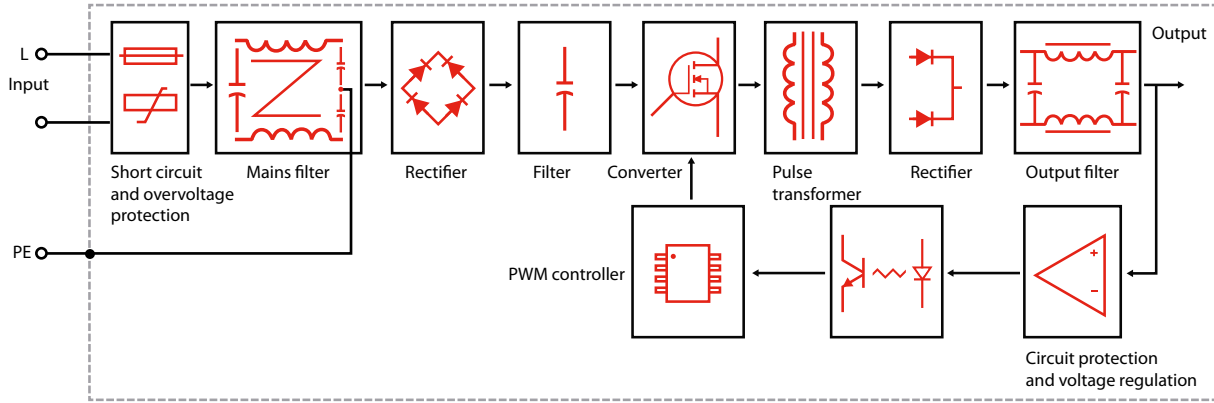 L
Input
PE
Short circuit
and overvoltage
protection
Mains filter
Rectifier
Filter
Converter
Pulse
transformer
Rectifier
Output filter
Output
PWM controller
+
−
Circuit protection
and voltage regulation